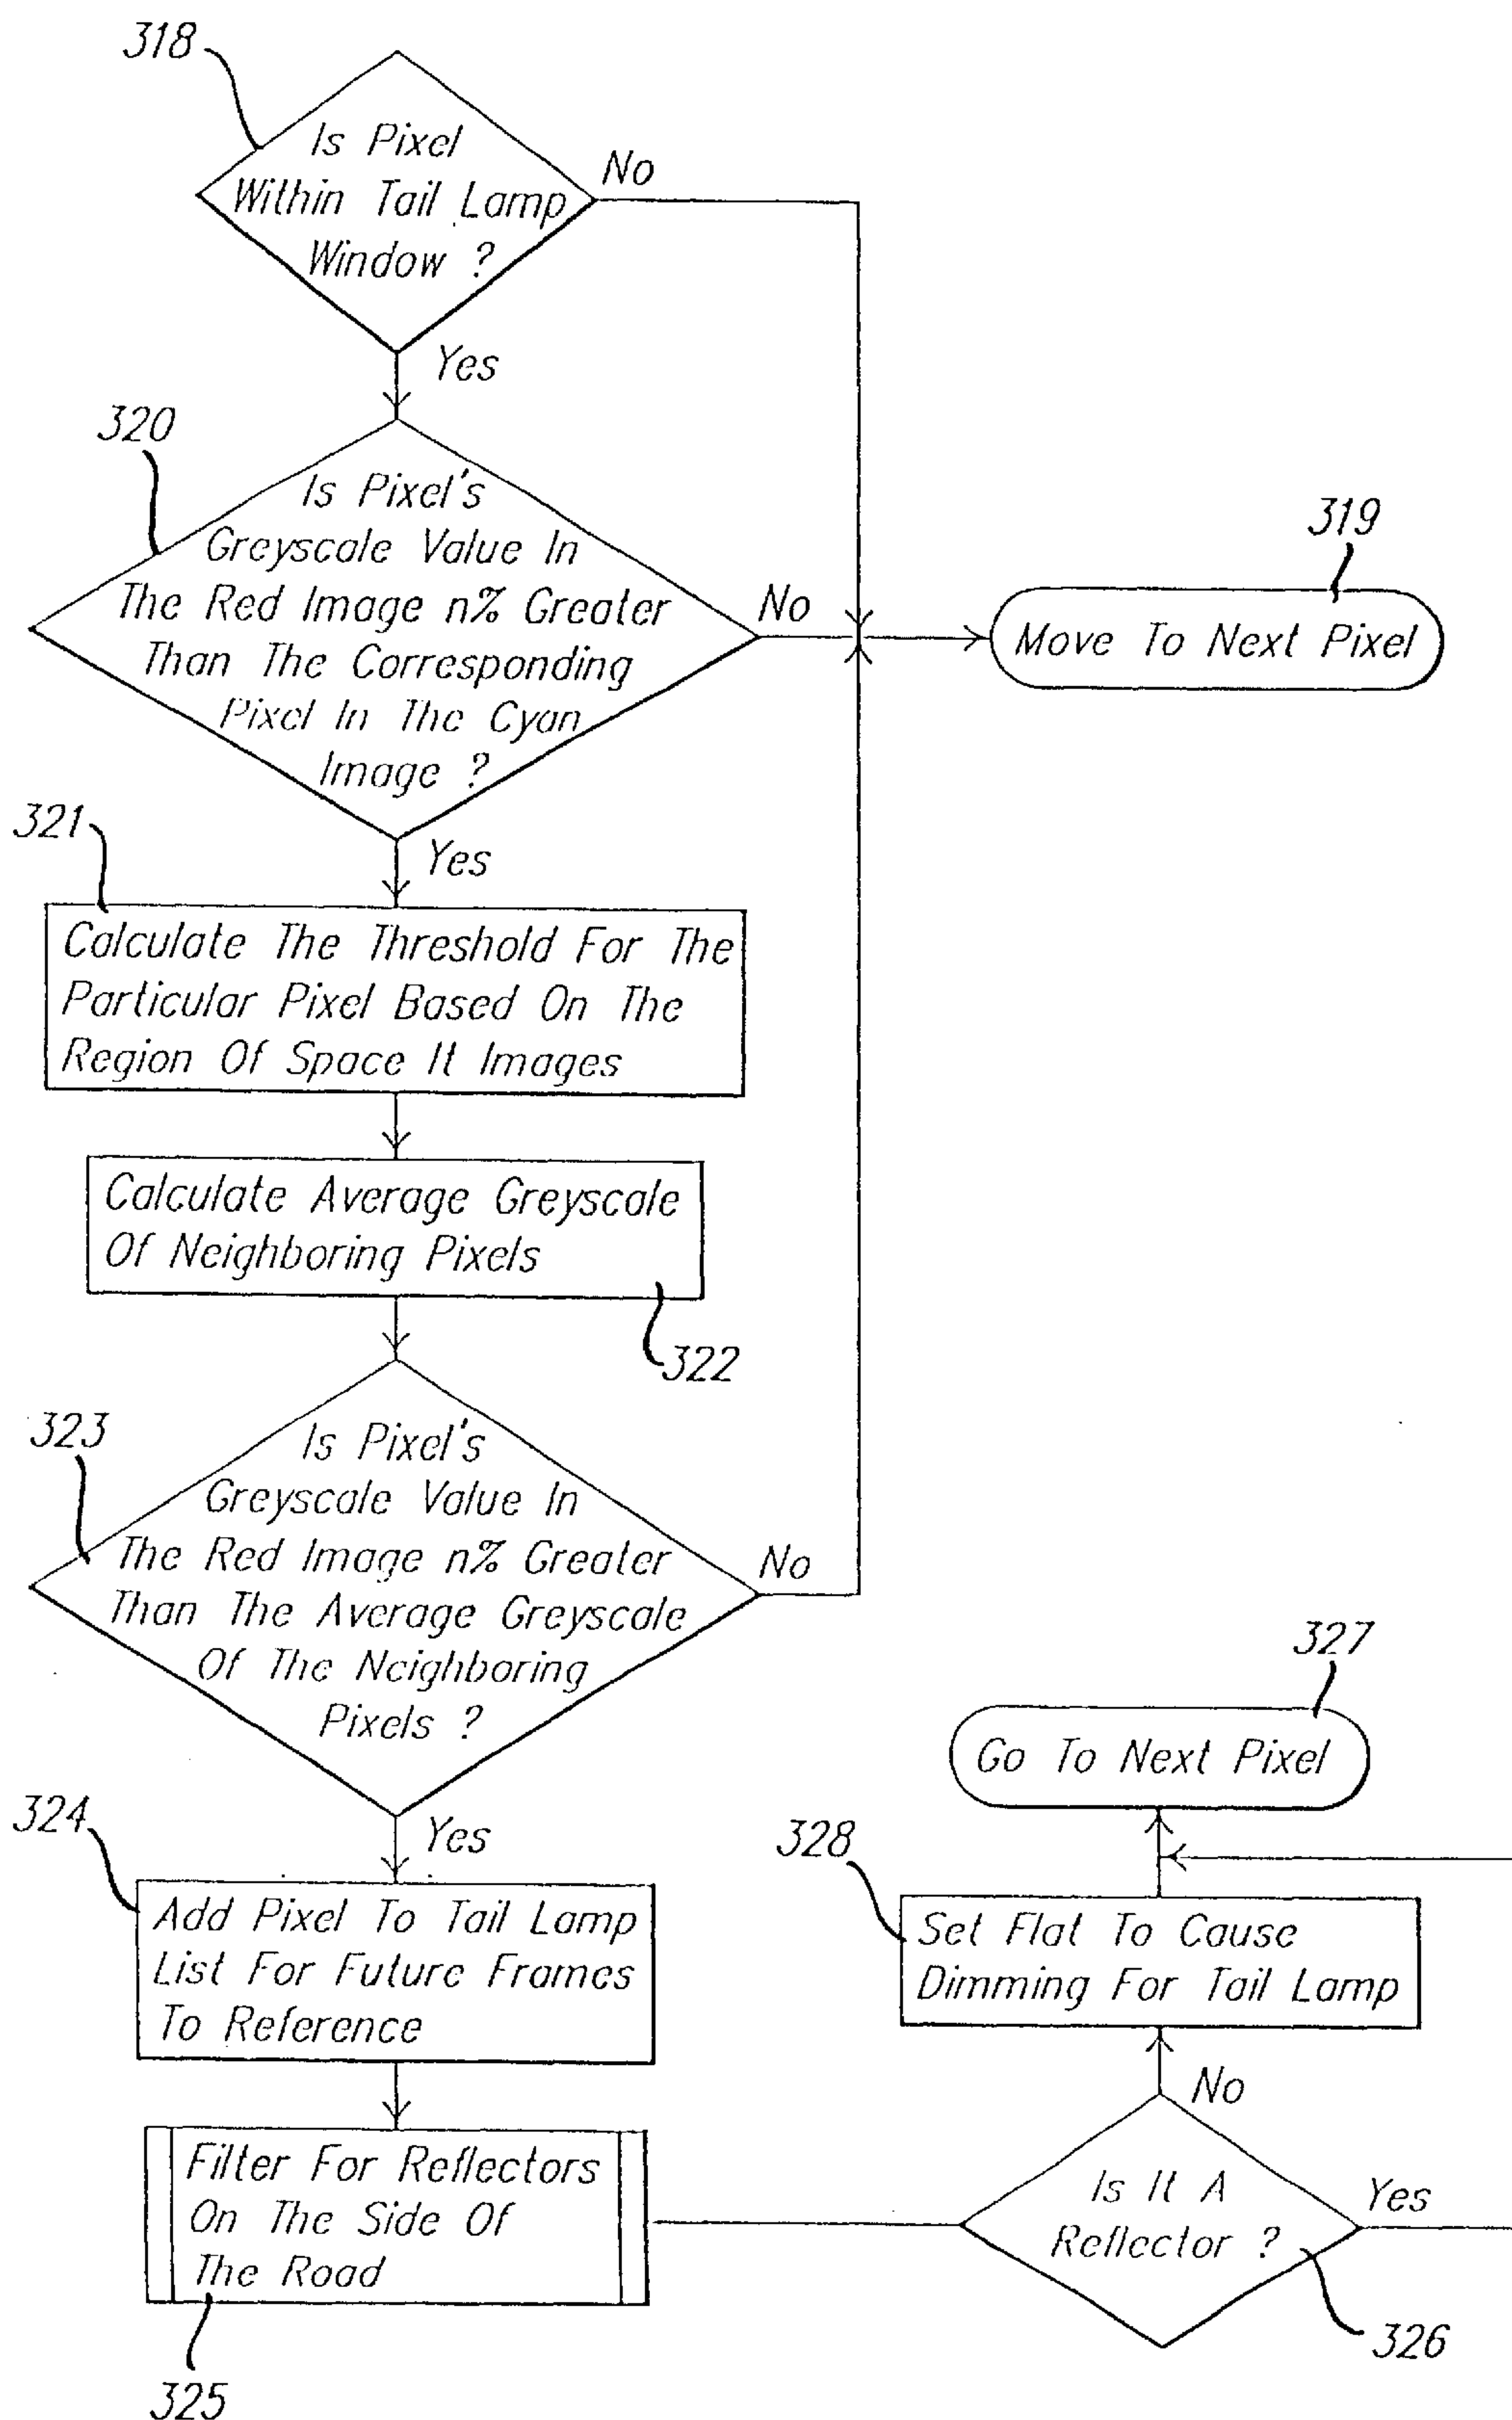 318
Is Pixel
Within Tail Lamp
Window ?
No
Yes
320
Is Pixel's
Greyscale Value In
The Red Image n% Greater
Than The Corresponding
Pixel In The Cyan
Image ?
No
319
Move To Next Pixel
Yes
321
Calculate The Threshold For The
Particular Pixel Based On The
Region Of Space It Images
Calculate Average Greyscale
Of Neighboring Pixels
322
323
Is Pixel's
Greyscale Value In
The Red Image n% Greater
Than The Average Greyscale
Of The Neighboring
Pixels ?
No
Yes
324
Add Pixel To Tail Lamp
List For Future Frames
To Reference
Filter For Reflectors
On The Side Of
The Road
325
Is It A
Reflector ?
326
Yes
No
328
Set Flat To Cause
Dimming For Tail Lamp
327
Go To Next Pixel